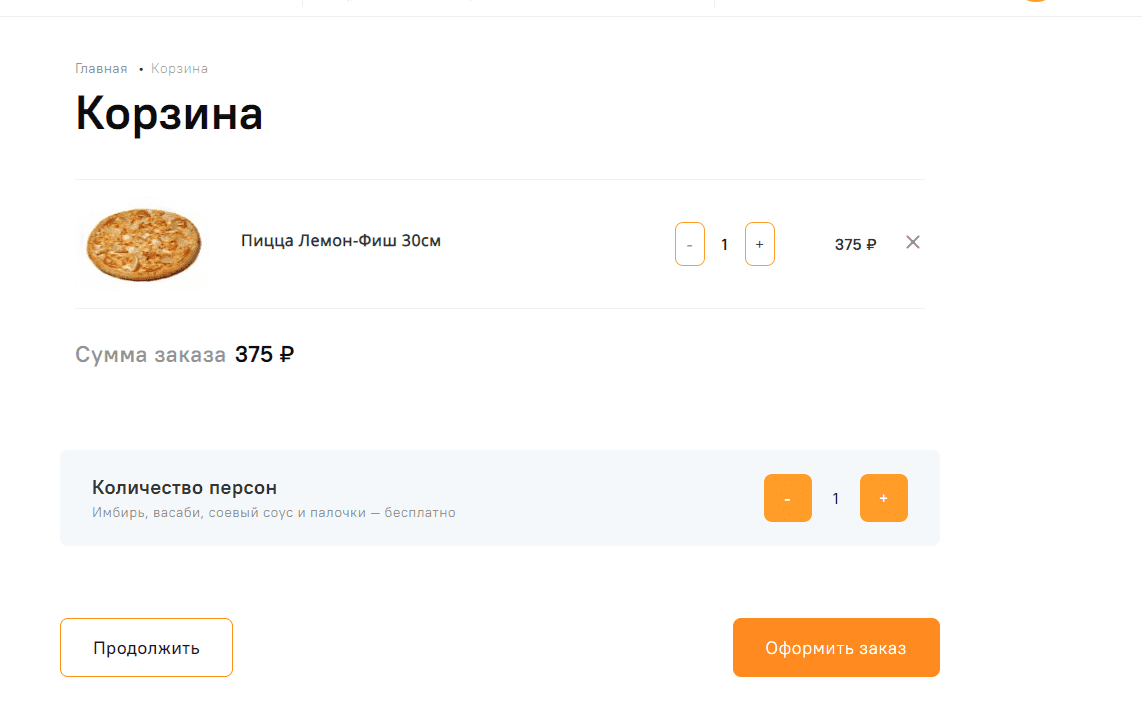 Главная • Корзина
Корзина
Пицца Лемон-Фиш 30см - 1 + 375 ₽ ×
Сумма заказа 375 ₽
Количество персон
Имбирь, васаби, соевый соус и палочки — бесплатно
- 1 +
Продолжить Оформить заказ